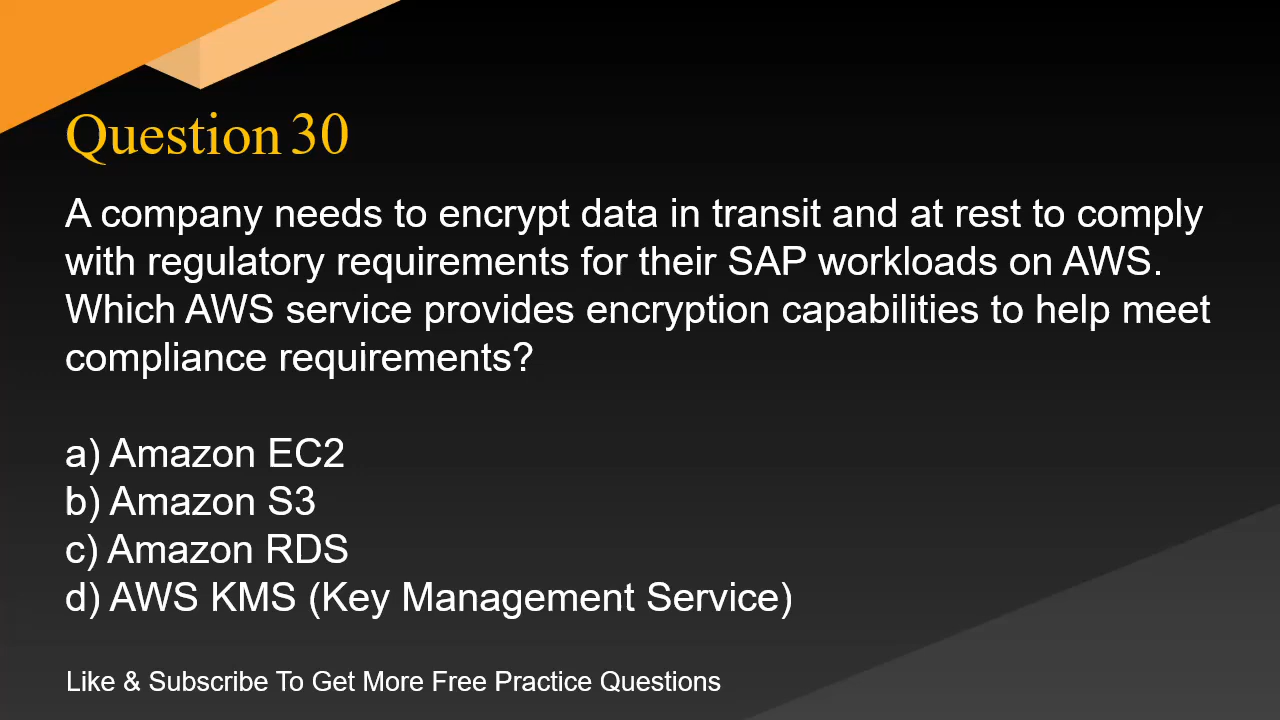 Question 30
A company needs to encrypt data in transit and at rest to comply
with regulatory requirements for their SAP workloads on AWS.
Which AWS service provides encryption capabilities to help meet
compliance requirements?
a) Amazon EC2
b) Amazon S3
c) Amazon RDS
d) AWS KMS (Key Management Service)
Like & Subscribe To Get More Free Practice Questions